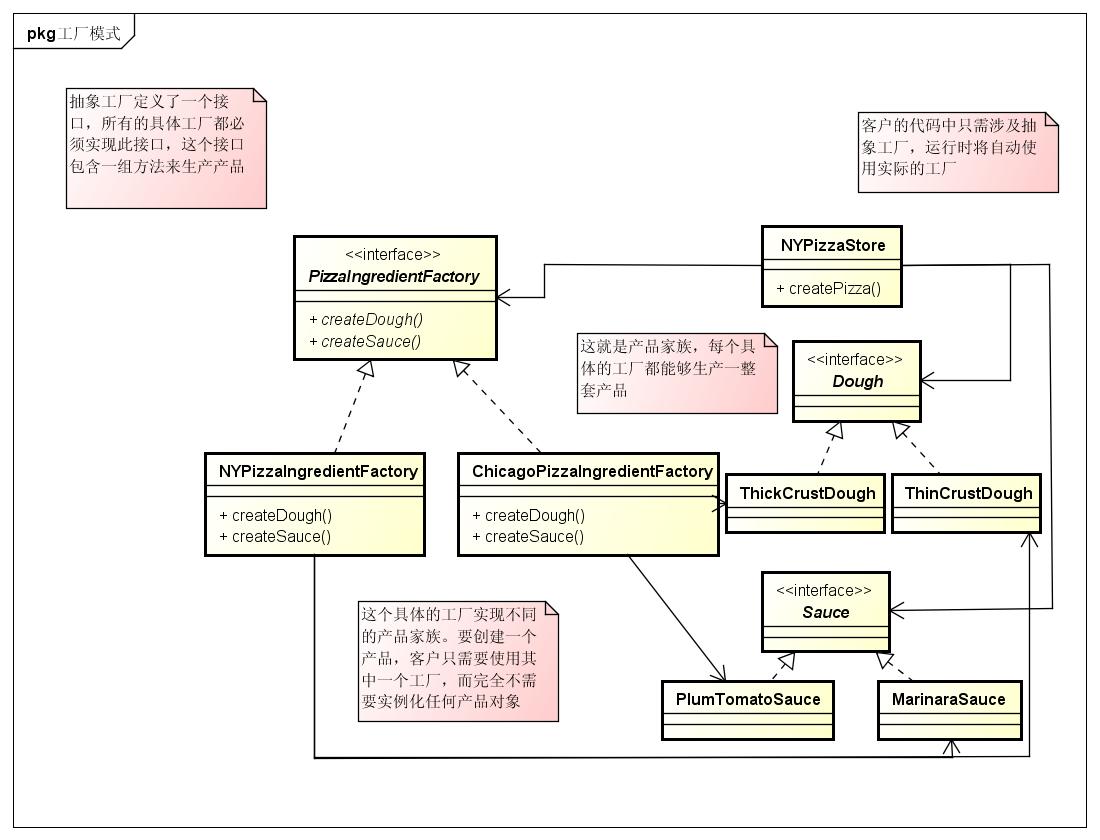 pkg 工厂模式
抽象工厂定义了一个接
口，所有的具体工厂都必
须实现此接口，这个接口
包含一组方法来生产产品
客户的代码中只需涉及抽
象工厂，运行时将自动使
用实际的工厂
<<interface>>
PizzaIngredientFactory
+ createDough()
+ createSauce()
NYPizzaStore
+ createPizza()
这就是产品家族，每个具
体的工厂都能够生产一整
套产品
<<interface>>
Dough
NYPizzaIngredientFactory
+ createDough()
+ createSauce()
ChicagoPizzaIngredientFactory
+ createDough()
+ createSauce()
ThickCrustDough
ThinCrustDough
<<interface>>
Sauce
这个具体的工厂实现不同
的产品家族。要创建一个
产品，客户只需要使用其
中一个工厂，而完全不需
要实例化任何产品对象
PlumTomatoSauce
MarinaraSauce